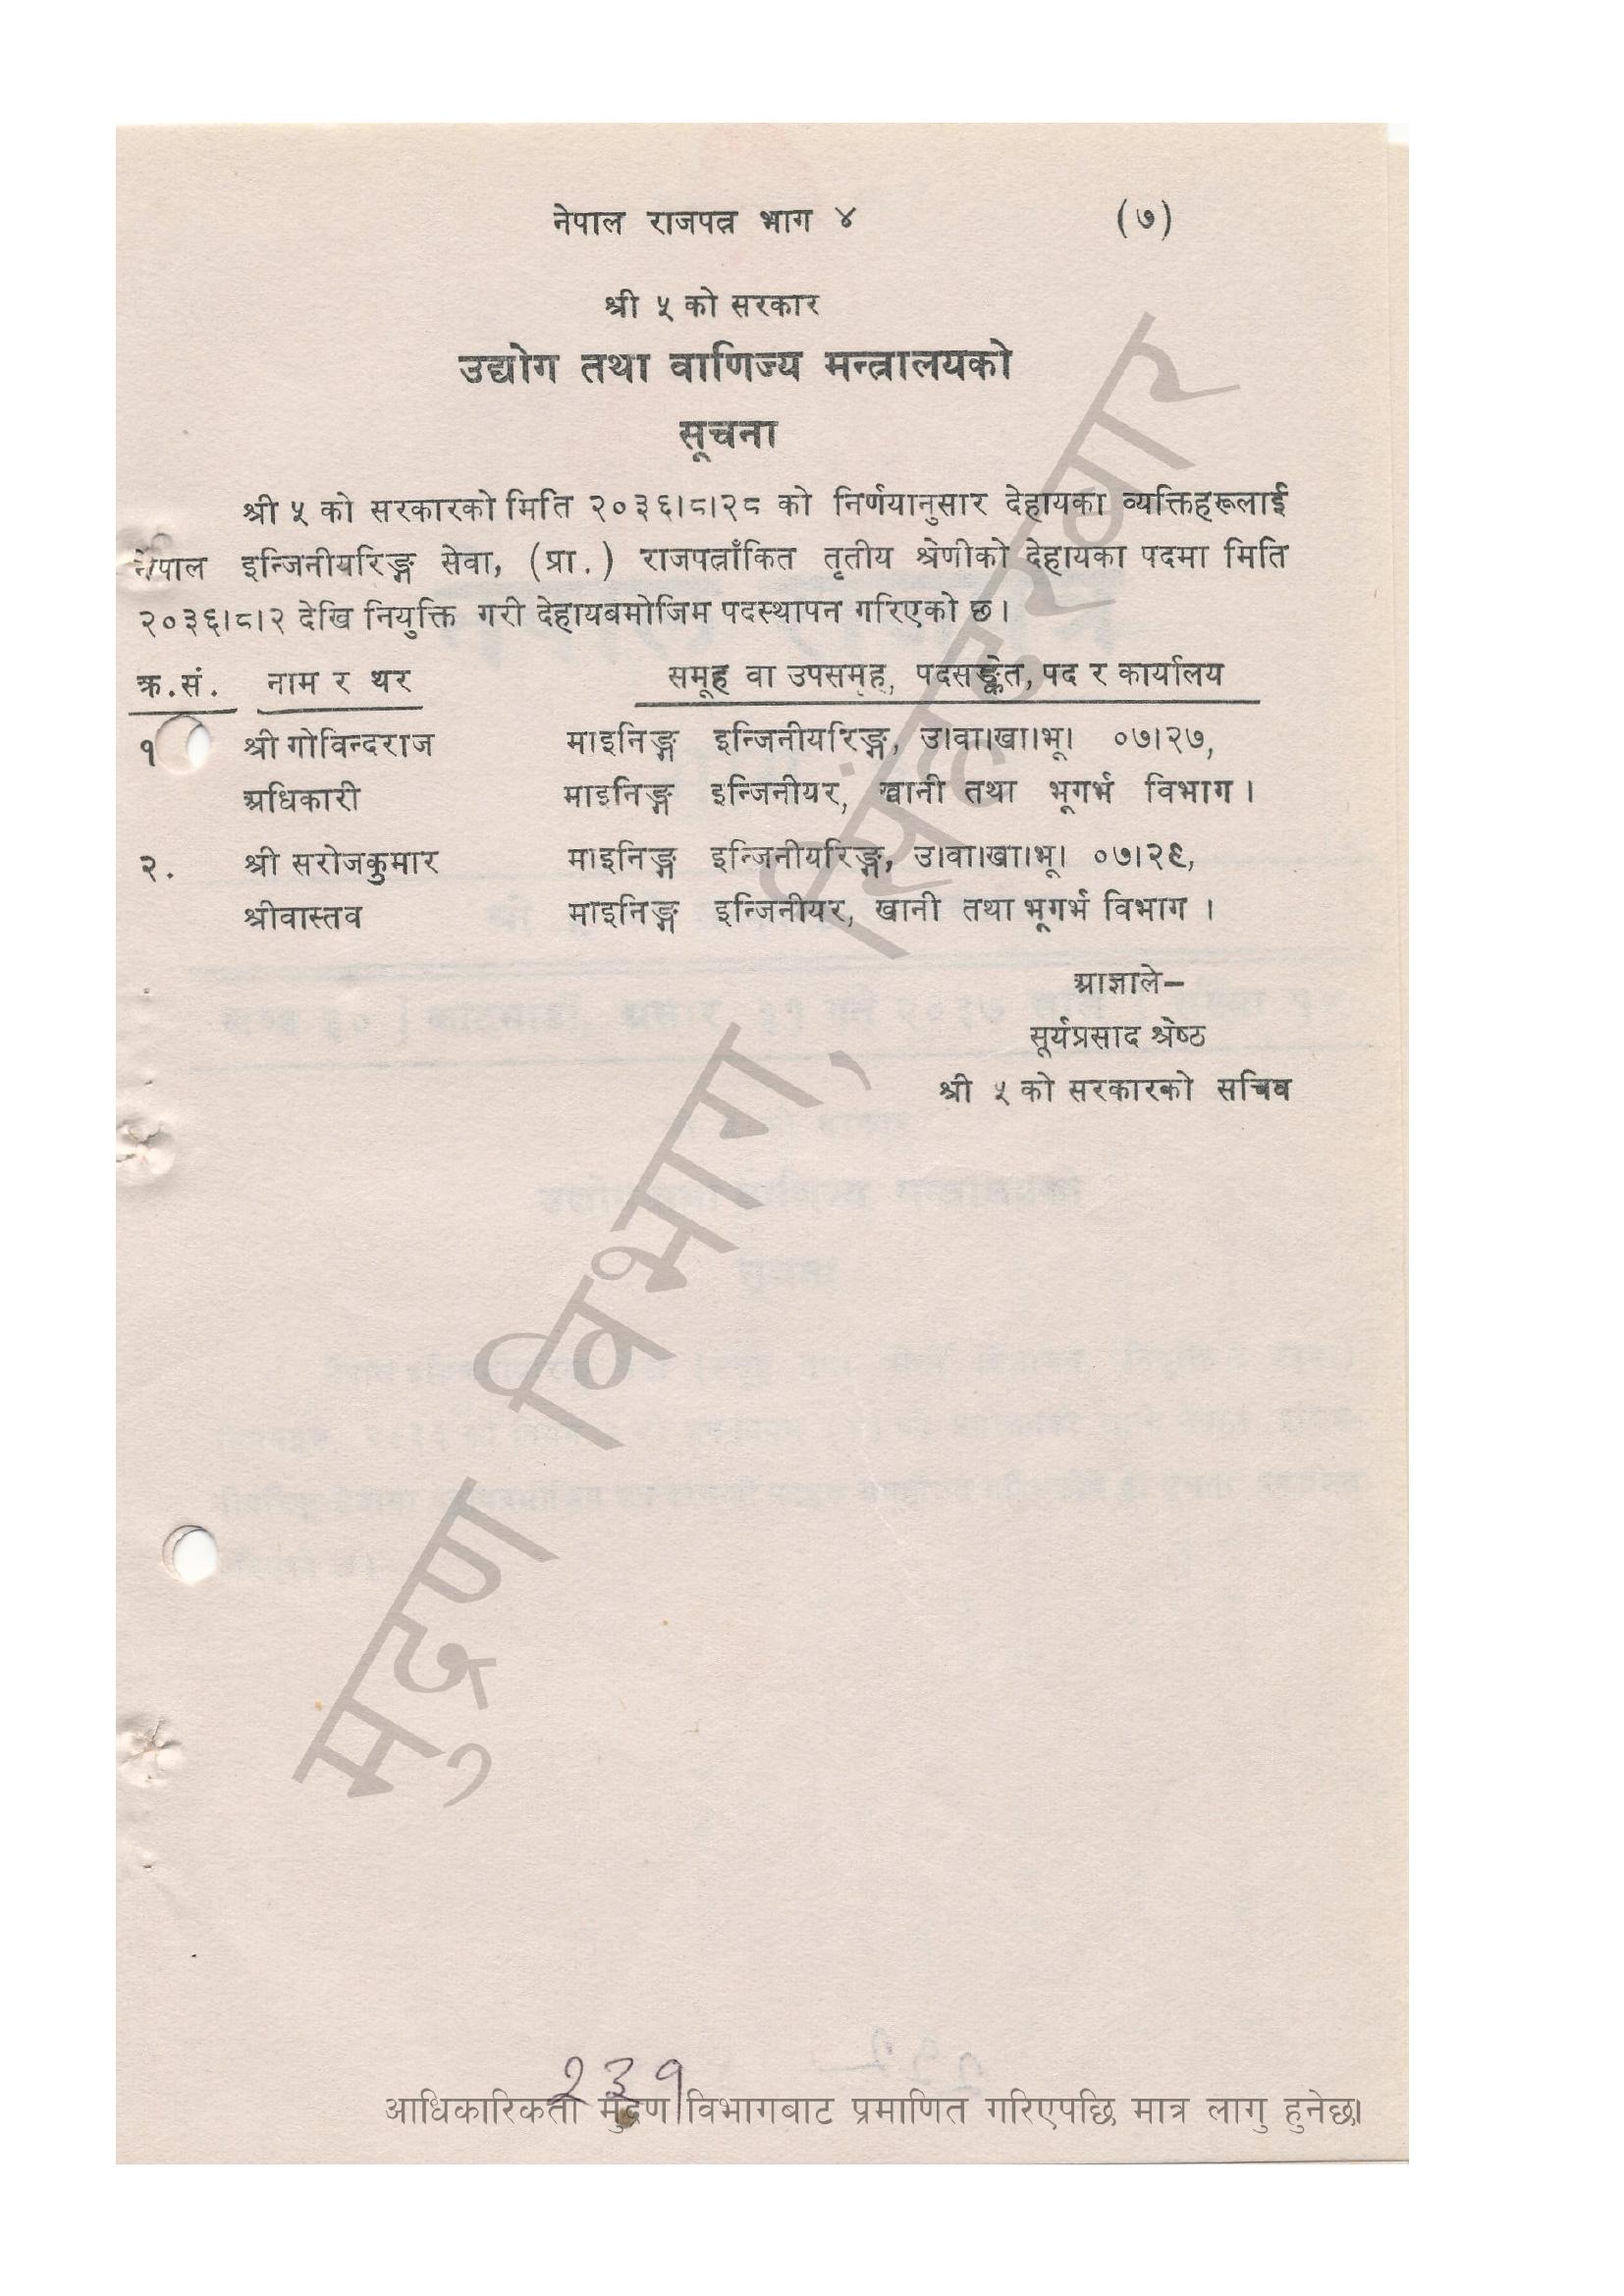 नेपाल राजपत्र भाग ४ (७)
श्री ५ को सरकार
उद्योग तथा वाणिज्य मन्त्रालयको
सूचना
श्री ५ को सरकारको मिति २०३६।८।२८ को निर्णयानुसार देहायका व्यक्तिहरूलाई
नेपाल इन्जिनीयरिङ्ग सेवा, (प्रा.) राजपत्राँकित तृतीय श्रेणीको देहायका पदमा मिति
२०३६।८।२ देखि नियुक्ति गरी देहायबमोजिम पदस्थापन गरिएको छ।
क्र.सं. नाम र थर समूह वा उपसमूह, पदसङ्केत, पद र कार्यालय
१ श्री गोविन्दराज माइनिङ्ग इन्जिनीयरिङ्ग, उ।वा।खा।भू। ०७।२७,
अधिकारी माइनिङ्ग इन्जिनीयर, खानी तथा भूगर्भ विभाग।
२. श्री सरोजकुमार माइनिङ्ग इन्जिनीयरिङ्ग, उ।वा।खा।भू। ०७।२९,
श्रीवास्तव माइनिङ्ग इन्जिनीयर, खानी तथा भूगर्भ विभाग।
आज्ञाले–
सूर्यप्रसाद श्रेष्ठ
श्री ५ को सरकारको सचिव
मुद्रण विभाग, सिंहदरबार
२३१
आधिकारिकता मुद्रण विभागबाट प्रमाणित गरिएपछि मात्र लागु हुनेछ।